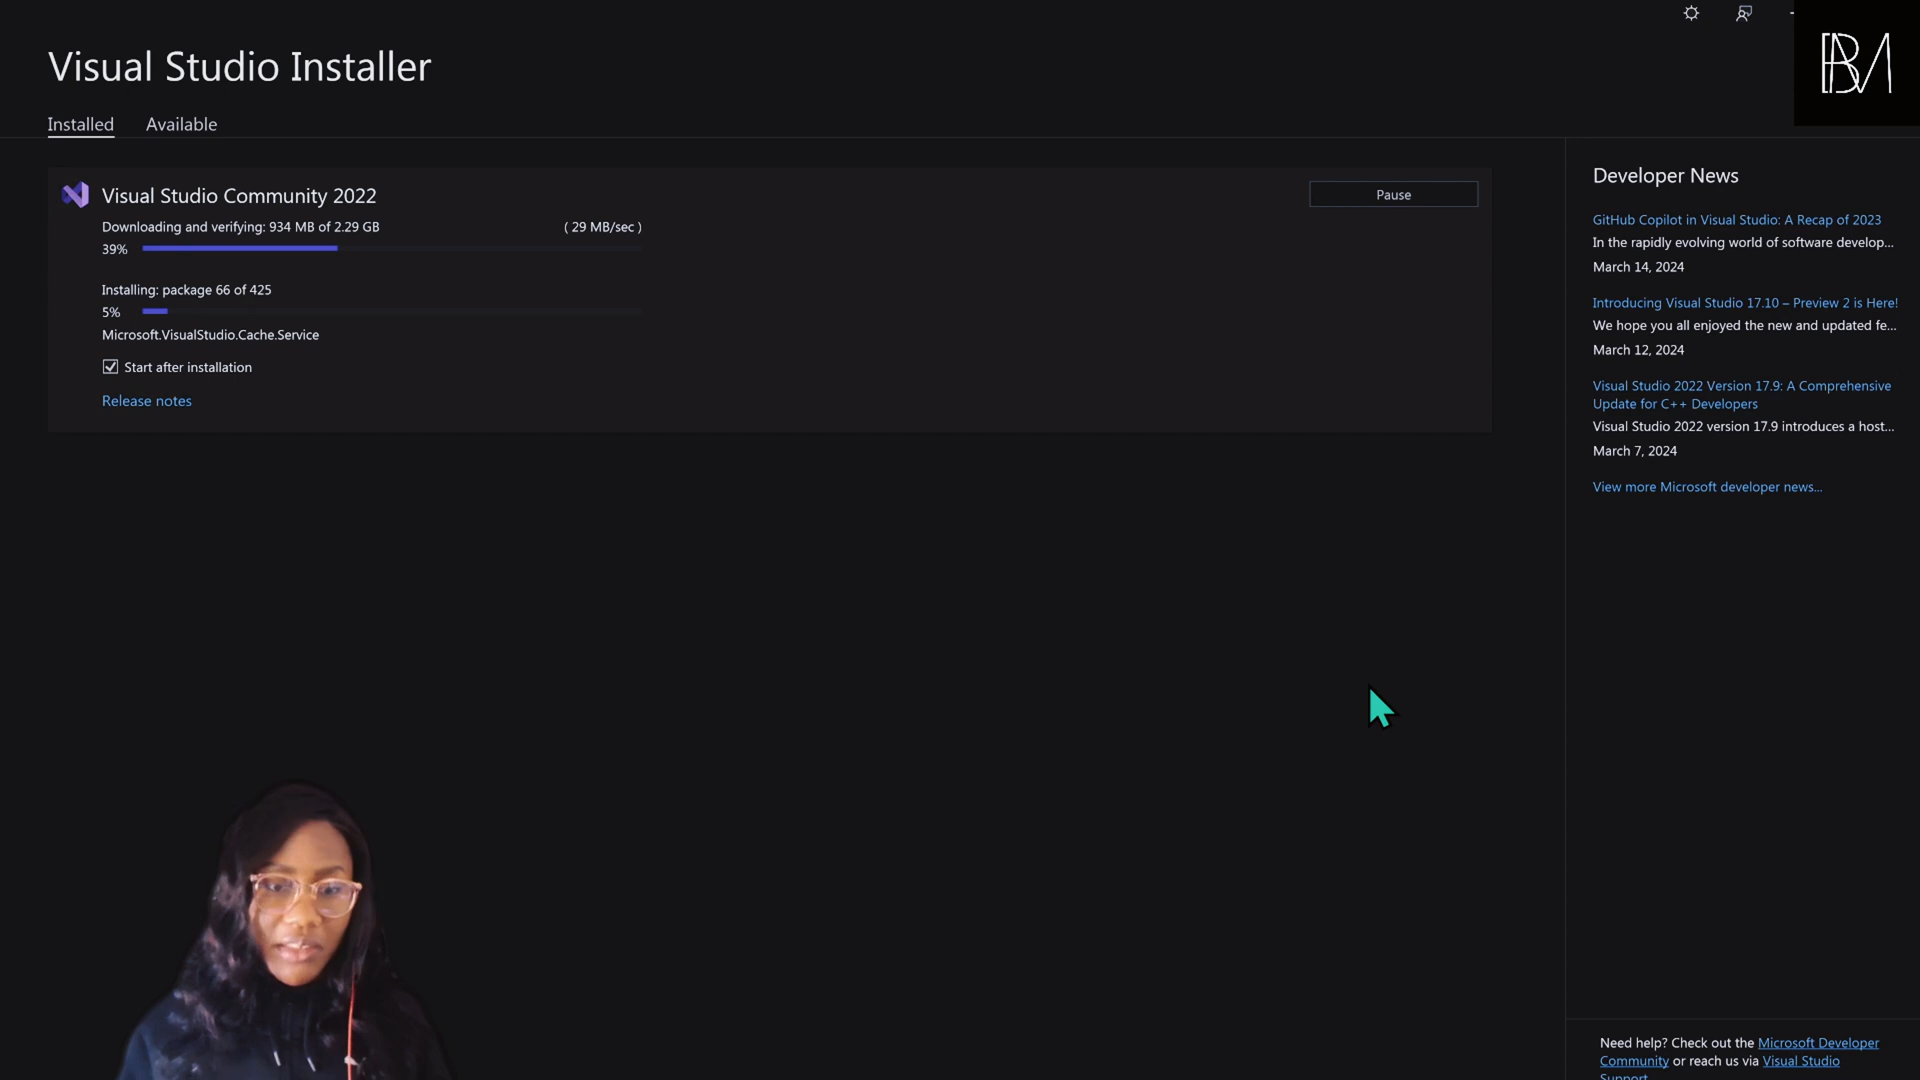 Visual Studio Installer
Installed
Available
Visual Studio Community 2022
Pause
Downloading and verifying: 934 MB of 2.29 GB
( 29 MB/sec )
39%
Installing: package 66 of 425
5%
Microsoft.VisualStudio.Cache.Service
Start after installation
Release notes
Developer News
GitHub Copilot in Visual Studio: A Recap of 2023
In the rapidly evolving world of software develop...
March 14, 2024
Introducing Visual Studio 17.10 – Preview 2 is Here!
We hope you all enjoyed the new and updated fe...
March 12, 2024
Visual Studio 2022 Version 17.9: A Comprehensive
Update for C++ Developers
Visual Studio 2022 version 17.9 introduces a host...
March 7, 2024
View more Microsoft developer news...
Need help? Check out the Microsoft Developer
Community or reach us via Visual Studio
Support